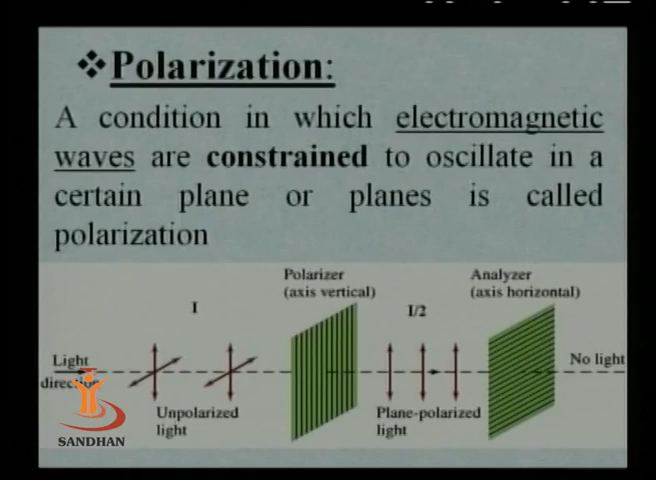 ❖Polarization:
A condition in which electromagnetic
waves are constrained to oscillate in a
certain plane or planes is called
polarization
Polarizer
(axis vertical)
Analyzer
(axis horizontal)
I
I/2
Light
direction
No light
Unpolarized
light
Plane-polarized
light
SANDHAN